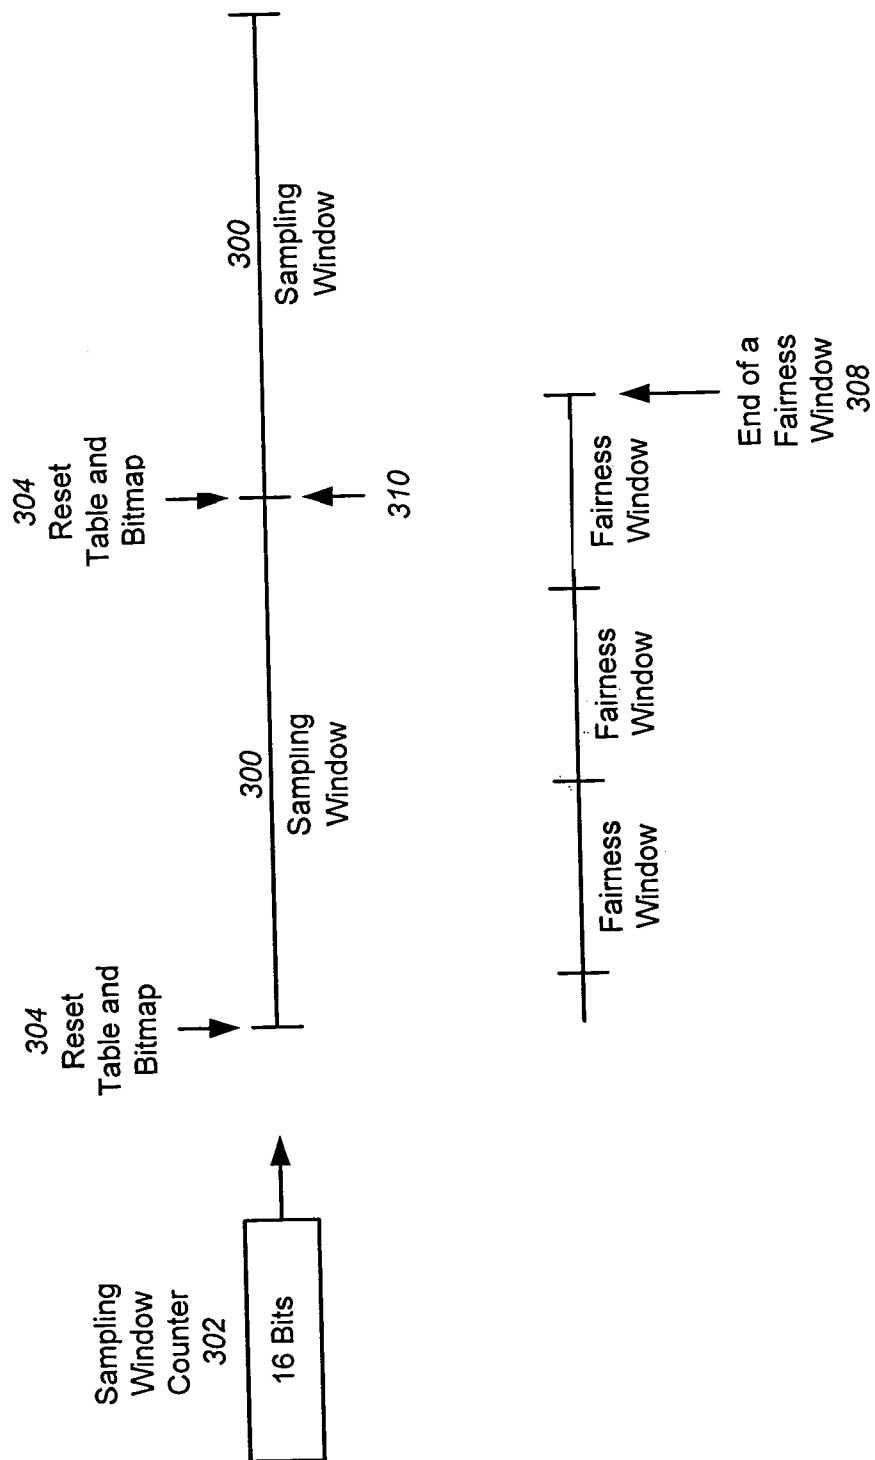 Sampling
Window
Counter
302
16 Bits
304
Reset
Table and
Bitmap
300
Sampling
Window
304
Reset
Table and
Bitmap
310
300
Sampling
Window
Fairness
Window
Fairness
Window
Fairness
Window
End of a
Fairness
Window
308